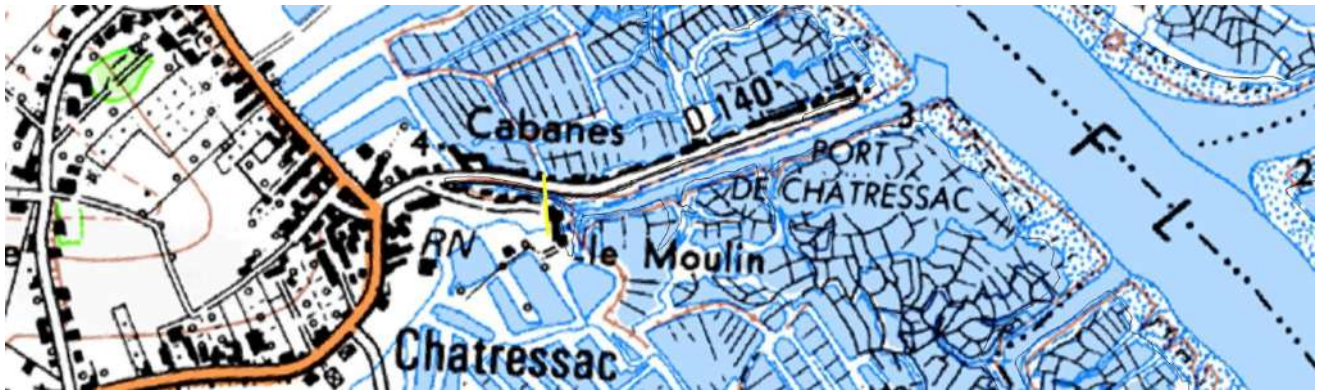 4
Cabanes
D 140
3
PORT
DE CHATRESSAC
F L
2
RN
le Moulin
Chatressac
e